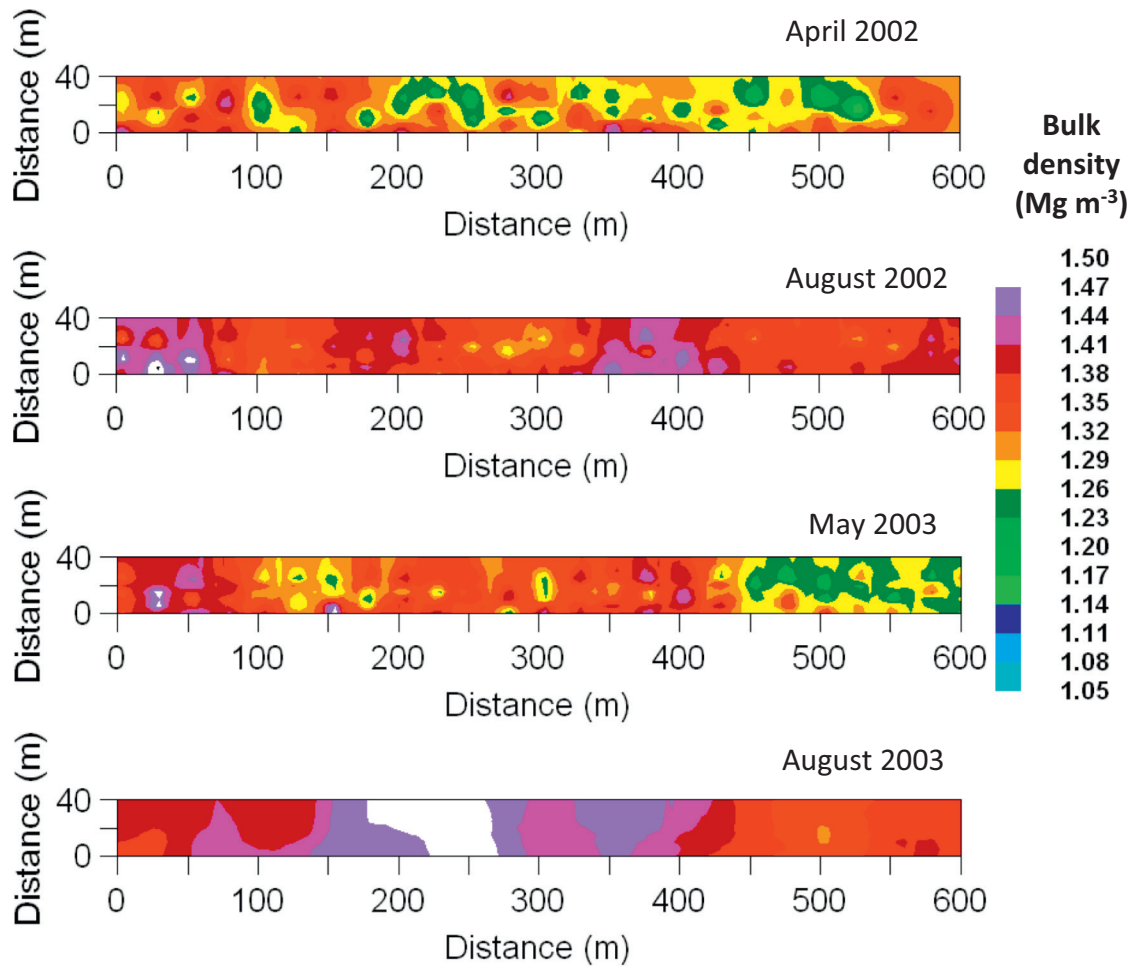 April 2002
Distance (m)
40
0
0 100 200 300 400 500 600
Distance (m)
August 2002
Distance (m)
40
0
0 100 200 300 400 500 600
Distance (m)
May 2003
Distance (m)
40
0
0 100 200 300 400 500 600
Distance (m)
August 2003
Distance (m)
40
0
0 100 200 300 400 500 600
Distance (m)
Bulk
density
(Mg m⁻³)
1.50
1.47
1.44
1.41
1.38
1.35
1.32
1.29
1.26
1.23
1.20
1.17
1.14
1.11
1.08
1.05